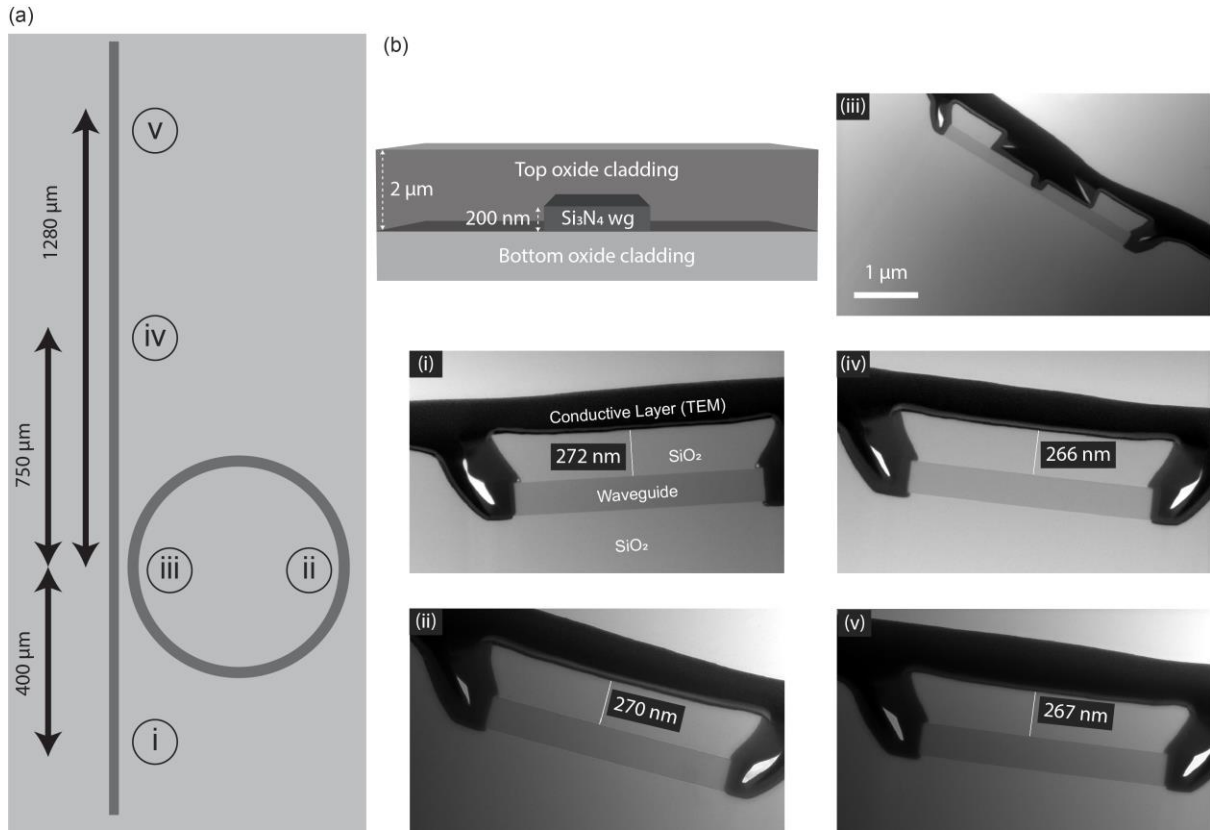 (a)
1280 μm
750 μm
400 μm
v
iv
iii
ii
i
(b)
Top oxide cladding
2 μm
200 nm
Si₃N₄ wg
Bottom oxide cladding
(iii)
1 μm
(i)
Conductive Layer (TEM)
272 nm
SiO₂
Waveguide
SiO₂
(iv)
266 nm
(ii)
270 nm
(v)
267 nm